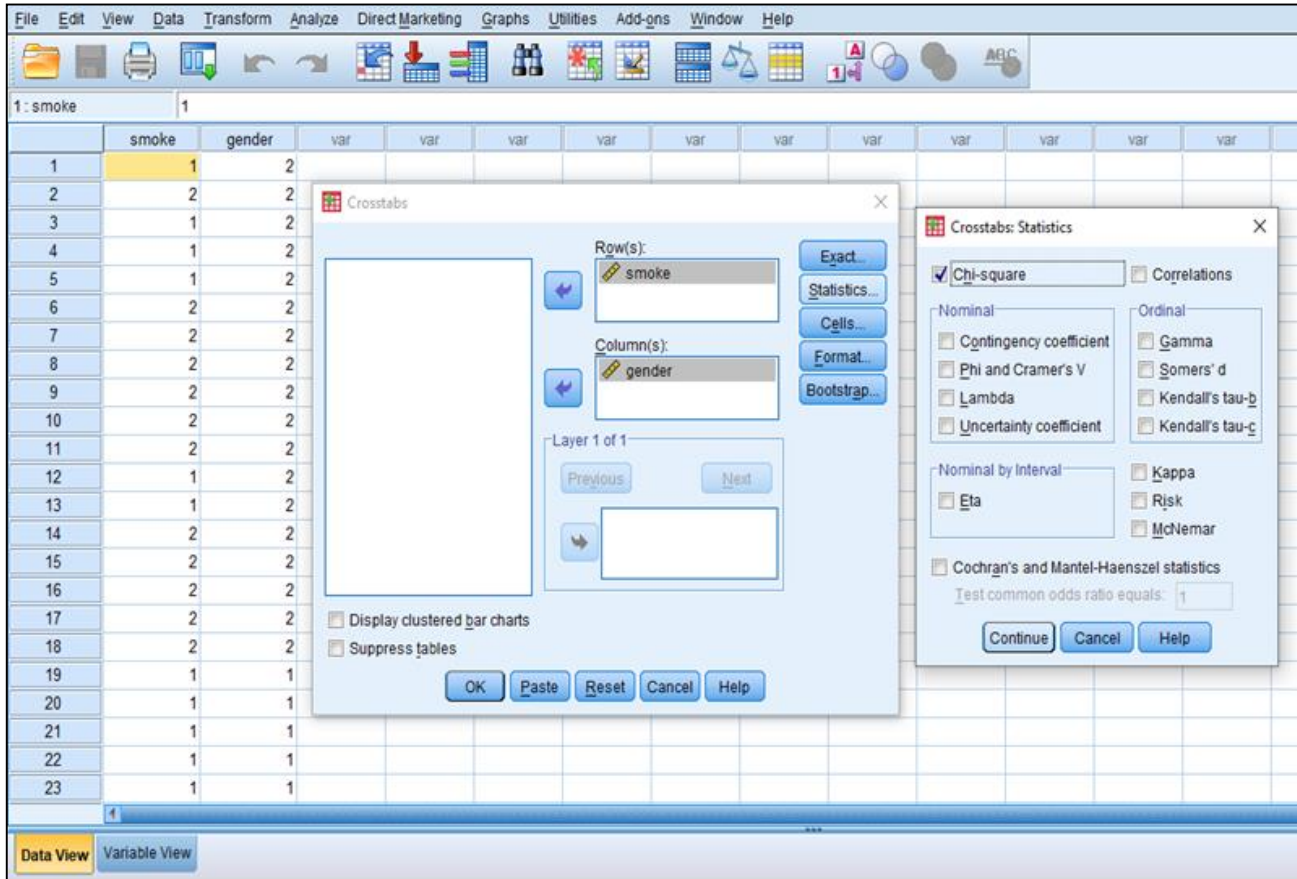 File Edit View Data Transform Analyze Direct Marketing Graphs Utilities Add-ons Window Help
A
1
ABC
1 : smoke 1
smoke gender var var var var var var var var var var var
1 1 2
2 2 2
3 1 2
4 1 2
5 1 2
6 2 2
7 2 2
8 2 2
9 2 2
10 2 2
11 2 2
12 1 2
13 1 2
14 2 2
15 2 2
16 2 2
17 2 2
18 2 2
19 1 1
20 1 1
21 1 1
22 1 1
23 1 1
Data View Variable View
Crosstabs
Row(s):
smoke
Column(s):
gender
Exact...
Statistics...
Cells...
Format...
Bootstrap...
Layer 1 of 1
Previous Next
Display clustered bar charts
Suppress tables
OK Paste Reset Cancel Help
Crosstabs: Statistics
Chi-square Correlations
Nominal
Contingency coefficient
Phi and Cramer's V
Lambda
Uncertainty coefficient
Ordinal
Gamma
Somers' d
Kendall's tau-b
Kendall's tau-c
Nominal by Interval
Eta
Kappa
Risk
McNemar
Cochran's and Mantel-Haenszel statistics
Test common odds ratio equals: 1
Continue Cancel Help